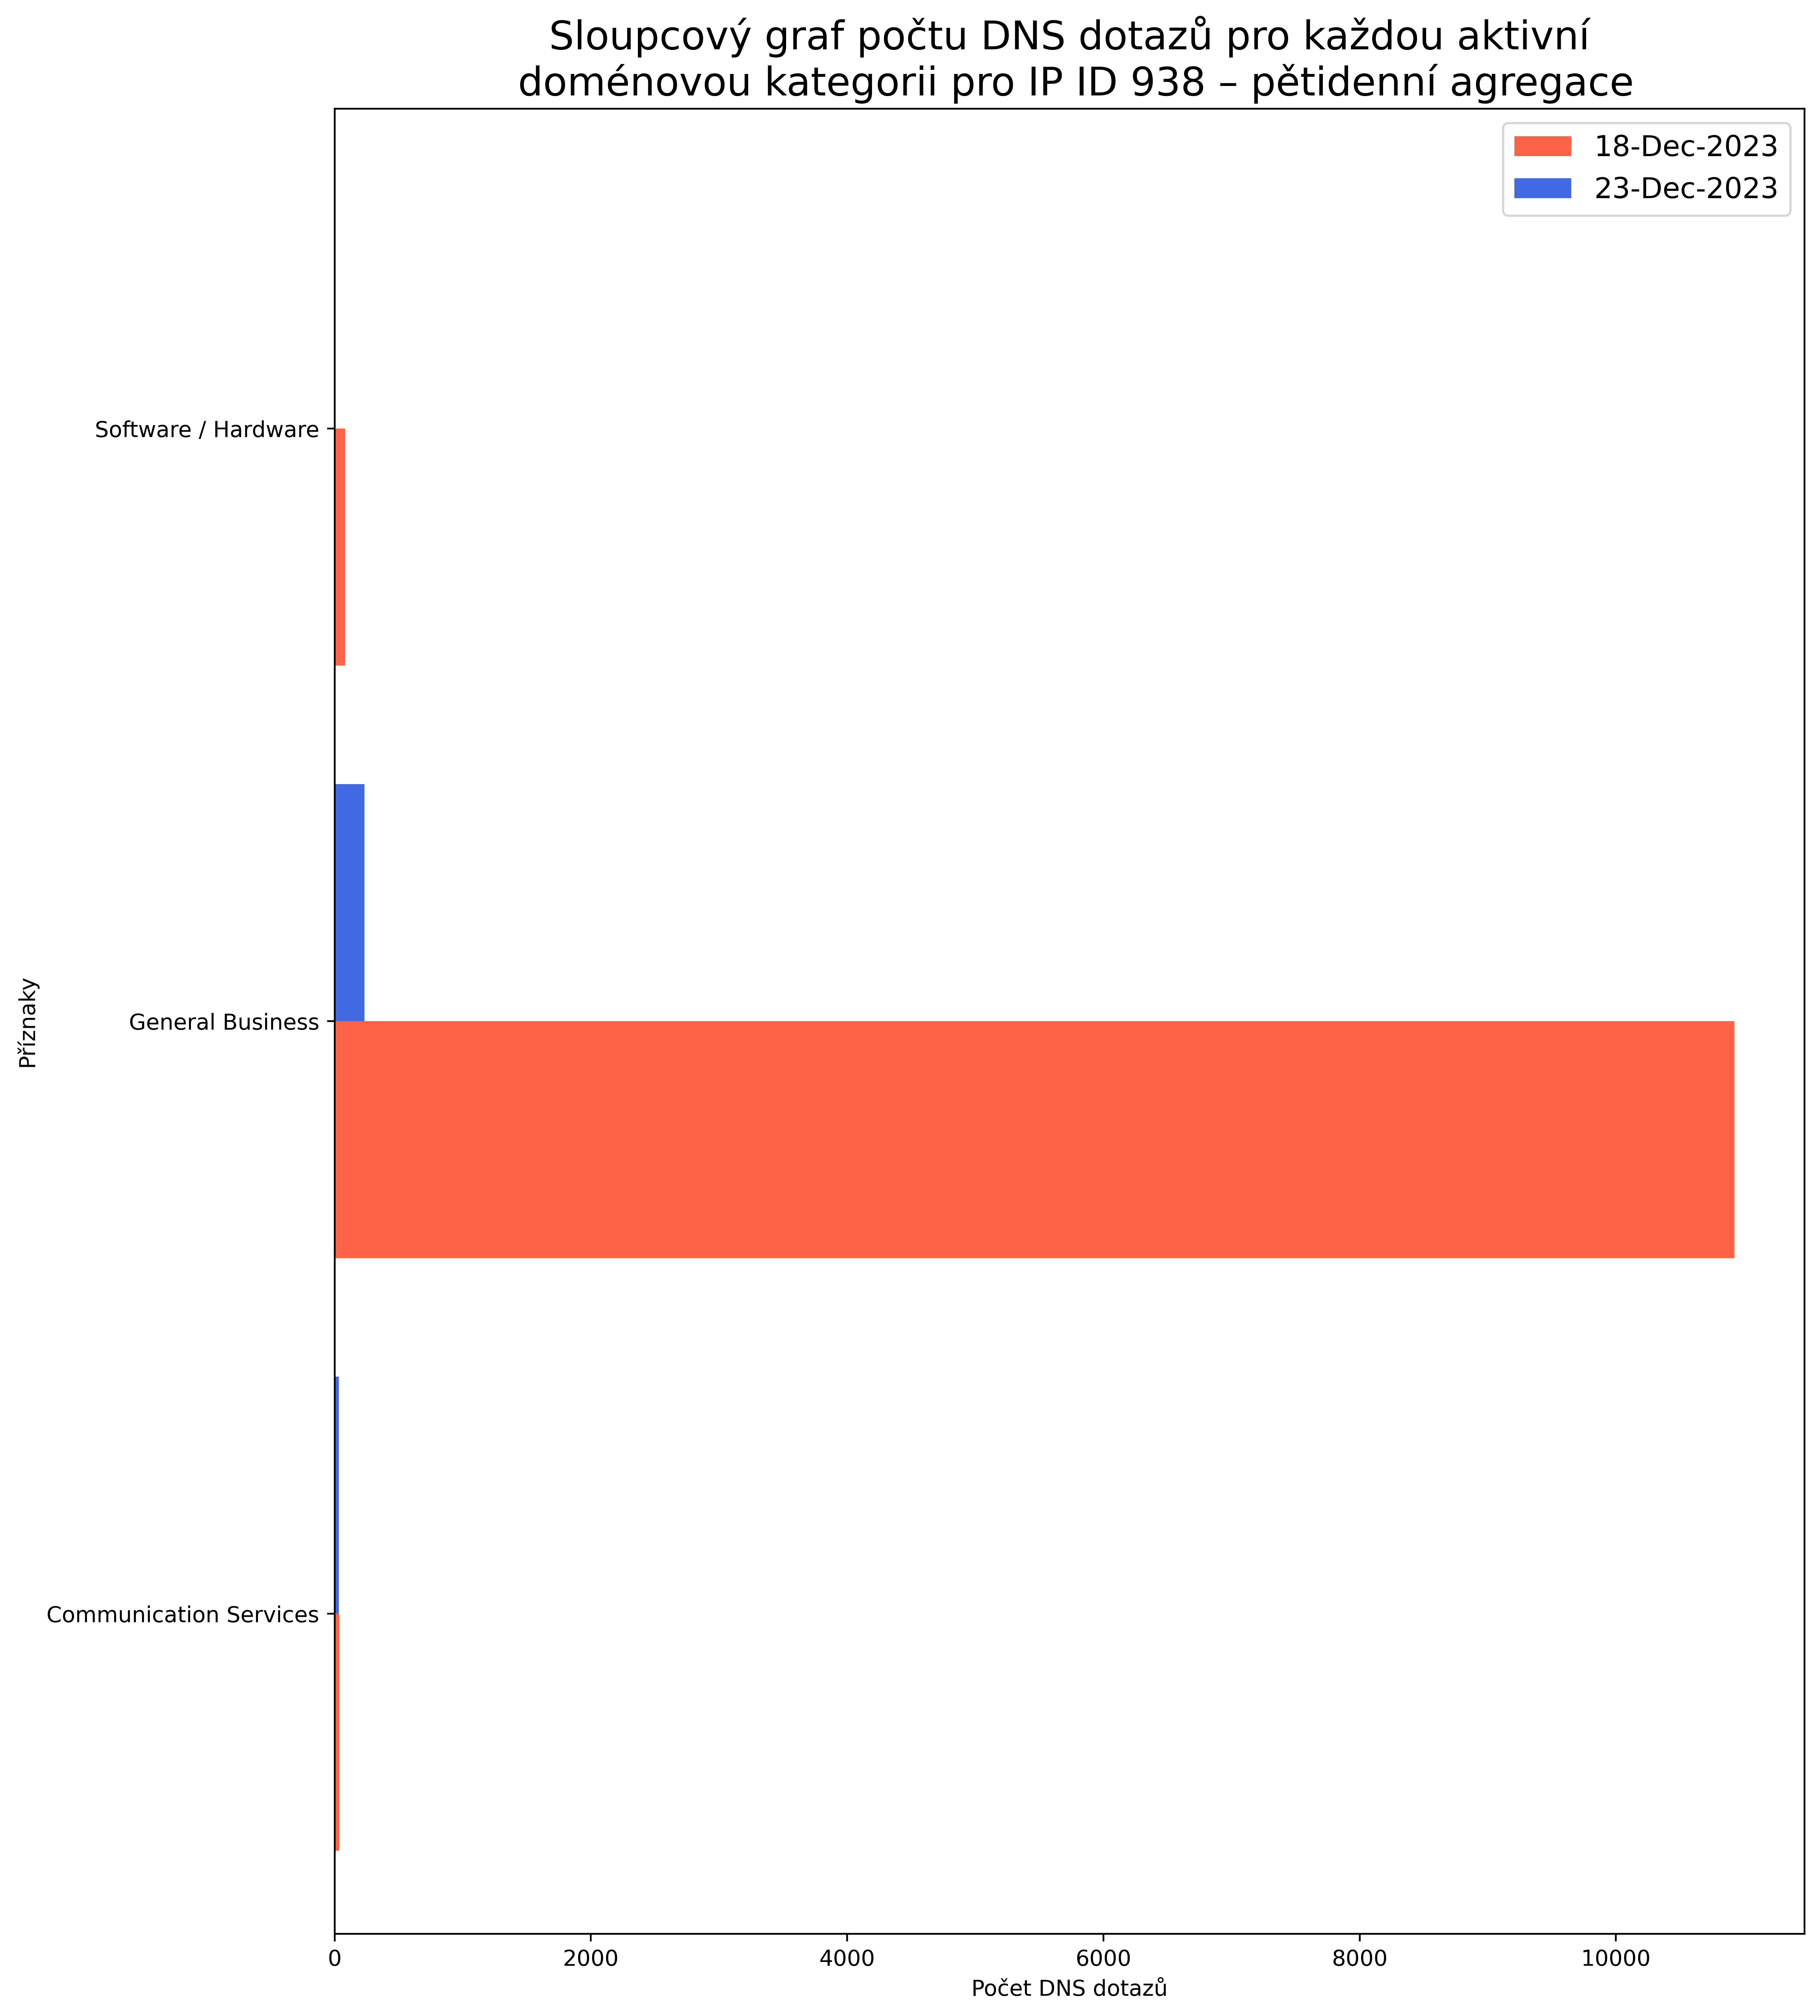 Sloupcový graf počtu DNS dotazů pro každou aktivní
doménovou kategorii pro IP ID 938 – pětidenní agregace
18-Dec-2023
23-Dec-2023
Software / Hardware
General Business
Communication Services
Příznaky
0 2000 4000 6000 8000 10000
Počet DNS dotazů